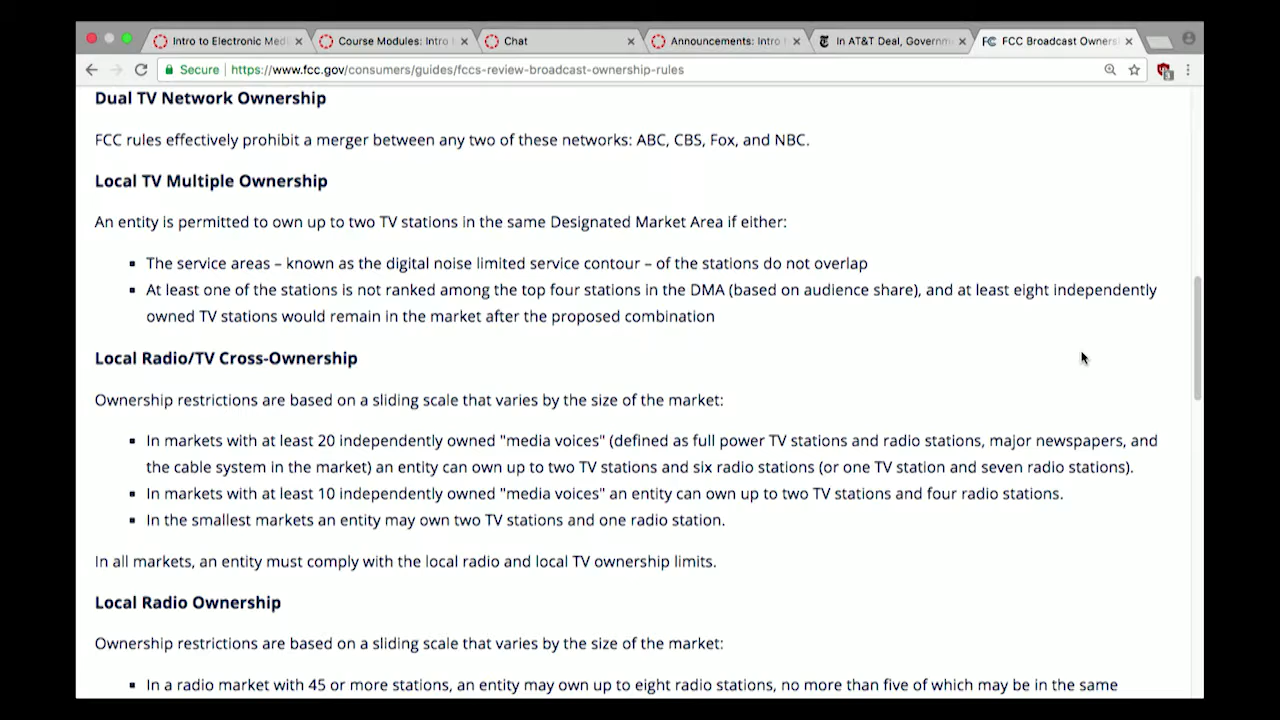 Intro to Electronic Medi
Course Modules: Intro
Chat
Announcements: Intro
In AT&T Deal, Governm
FCC Broadcast Owners
Secure https://www.fcc.gov/consumers/guides/fccs-review-broadcast-ownership-rules
Dual TV Network Ownership
FCC rules effectively prohibit a merger between any two of these networks: ABC, CBS, Fox, and NBC.
Local TV Multiple Ownership
An entity is permitted to own up to two TV stations in the same Designated Market Area if either:
▪ The service areas – known as the digital noise limited service contour – of the stations do not overlap
▪ At least one of the stations is not ranked among the top four stations in the DMA (based on audience share), and at least eight independently
owned TV stations would remain in the market after the proposed combination
Local Radio/TV Cross-Ownership
Ownership restrictions are based on a sliding scale that varies by the size of the market:
▪ In markets with at least 20 independently owned "media voices" (defined as full power TV stations and radio stations, major newspapers, and
the cable system in the market) an entity can own up to two TV stations and six radio stations (or one TV station and seven radio stations).
▪ In markets with at least 10 independently owned "media voices" an entity can own up to two TV stations and four radio stations.
▪ In the smallest markets an entity may own two TV stations and one radio station.
In all markets, an entity must comply with the local radio and local TV ownership limits.
Local Radio Ownership
Ownership restrictions are based on a sliding scale that varies by the size of the market:
▪ In a radio market with 45 or more stations, an entity may own up to eight radio stations, no more than five of which may be in the same